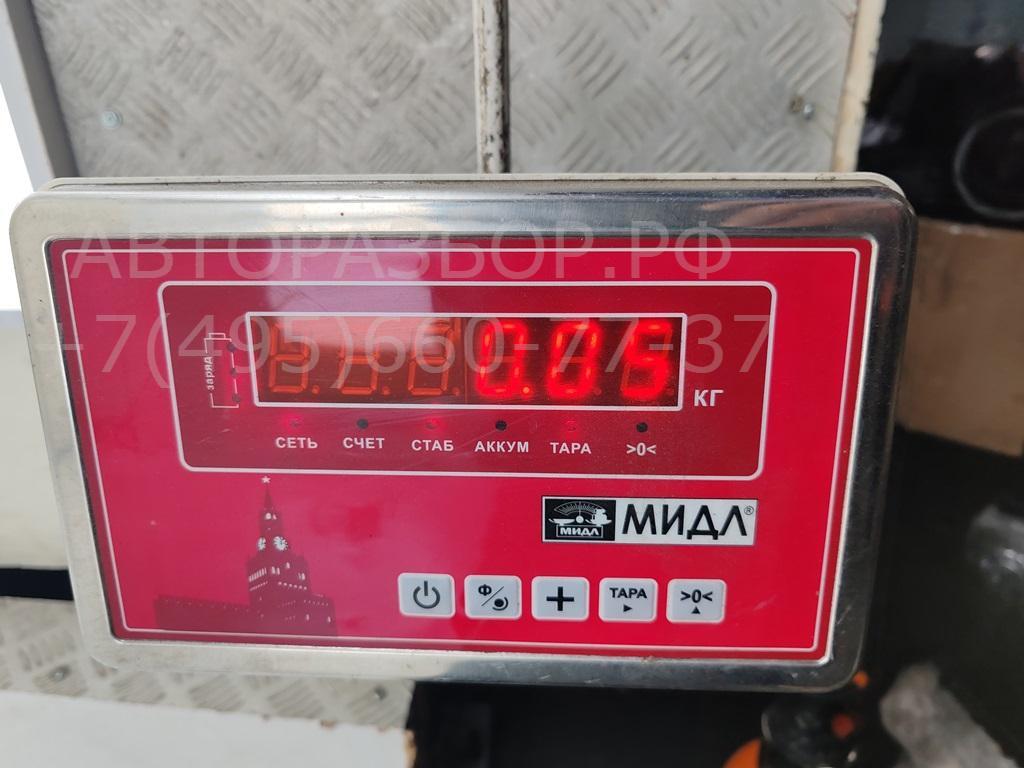 АВТОРАЗБОР.РФ
+7(495)660-77-37
заряд
0.05
КГ
СЕТЬ СЧЕТ СТАБ АККУМ ТАРА >0<
МИДЛ МИДЛ®
Ф ТАРА >0<